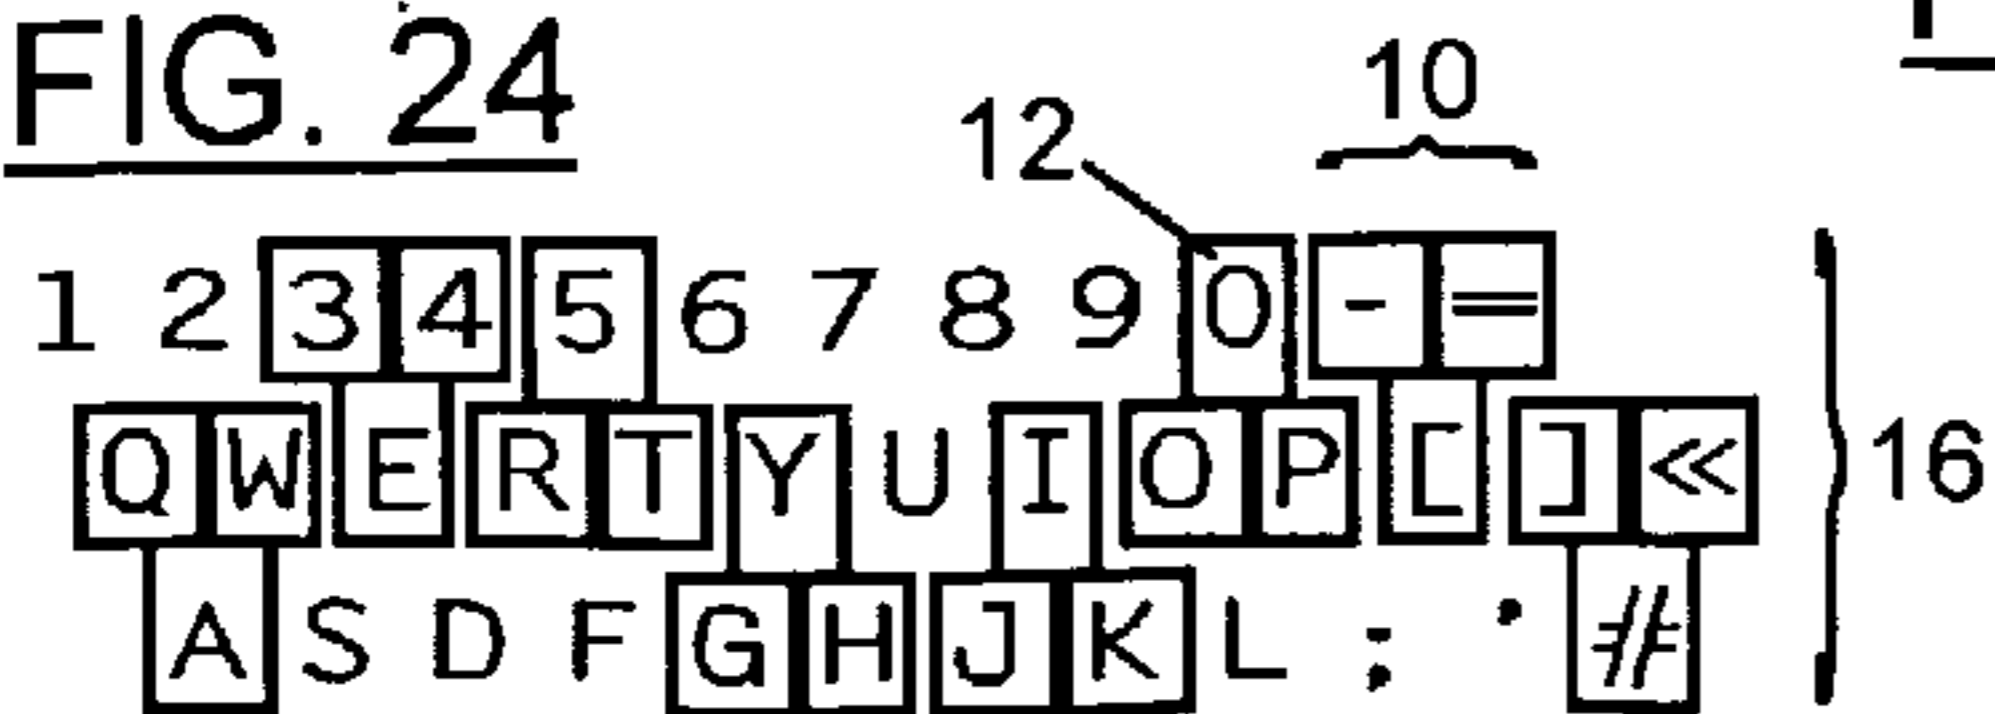 FIG. 24
12
10
1 2 3 4 5 6 7 8 9 0 - =
Q W E R T Y U I O P [ ] «
16
A S D F G H J K L ; ' #